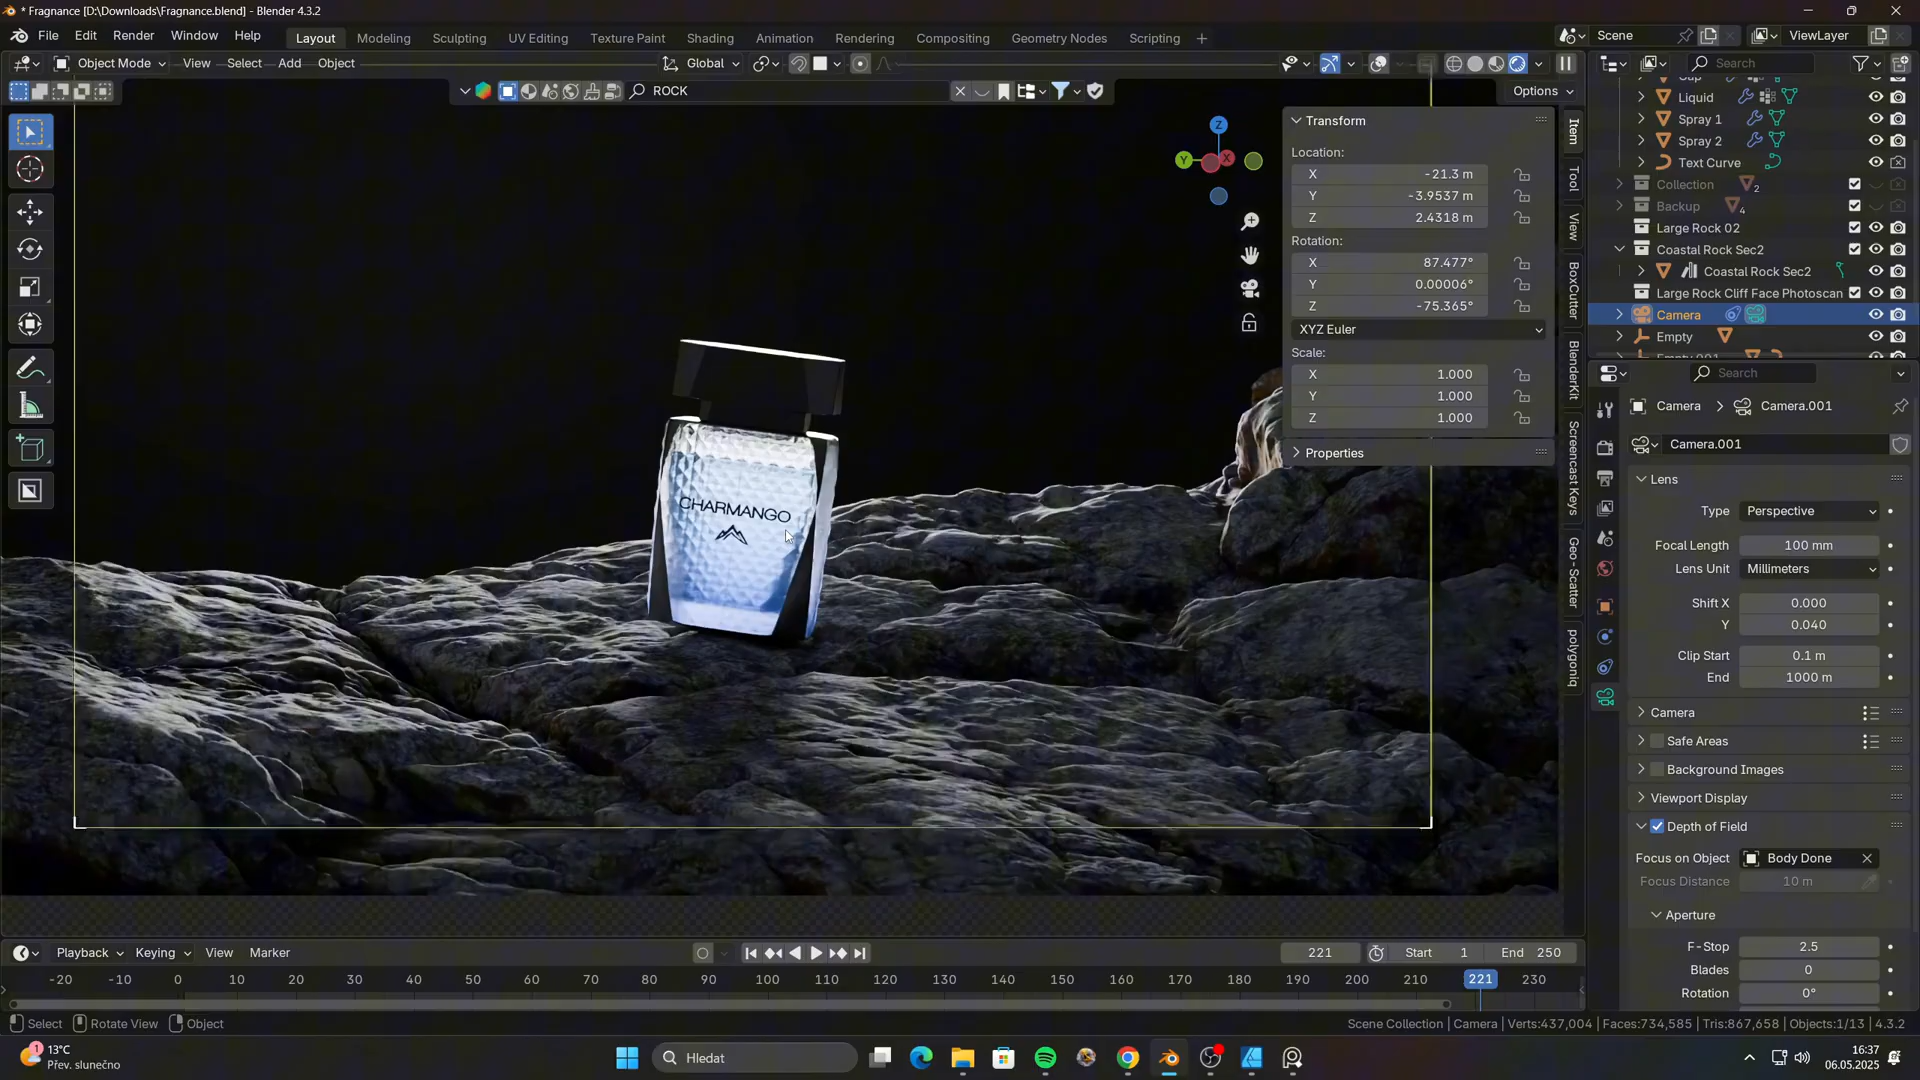 * Fragnance [D:\Downloads\Fragnance.blend] - Blender 4.3.2
File Edit Render Window Help
Layout Modeling Sculpting UV Editing Texture Paint Shading Animation Rendering Compositing Geometry Nodes Scripting +
Scene
ViewLayer
Object Mode View Select Add Object
Global
Search
ROCK
Options
Liquid
Spray 1
Spray 2
Text Curve
Collection 2
Backup 4
Large Rock 02
Coastal Rock Sec2
Coastal Rock Sec2
Large Rock Cliff Face Photoscan
Camera
Empty
Z
Y
X
Transform
Location:
X -21.3 m
Y -3.9537 m
Z 2.4318 m
Rotation:
X 87.477°
Y 0.00006°
Z -75.365°
XYZ Euler
Scale:
X 1.000
Y 1.000
Z 1.000
Properties
Item
Tool
View
BoxCutter
BlenderKit
Screencast Keys
Geo - Scatter
polygoniq
CHARMANGO
Search
Camera > Camera.001
Camera.001
Lens
Type Perspective
Focal Length 100 mm
Lens Unit Millimeters
Shift X 0.000
Y 0.040
Clip Start 0.1 m
End 1000 m
Camera
Safe Areas
Background Images
Viewport Display
Depth of Field
Focus on Object Body Done
Focus Distance 10 m
Aperture
F-Stop 2.5
Blades 0
Rotation 0°
Playback Keying View Marker
221 Start 1 End 250
-20 -10 0 10 20 30 40 50 60 70 80 90 100 110 120 130 140 150 160 170 180 190 200 210 221 230
Select Rotate View Object
Scene Collection | Camera | Verts:437,004 | Faces:734,585 | Tris:867,658 | Objects:1/13 | 4.3.2
1
13°C
Přev. slunečno
Hledat
16:37
06.05.2025